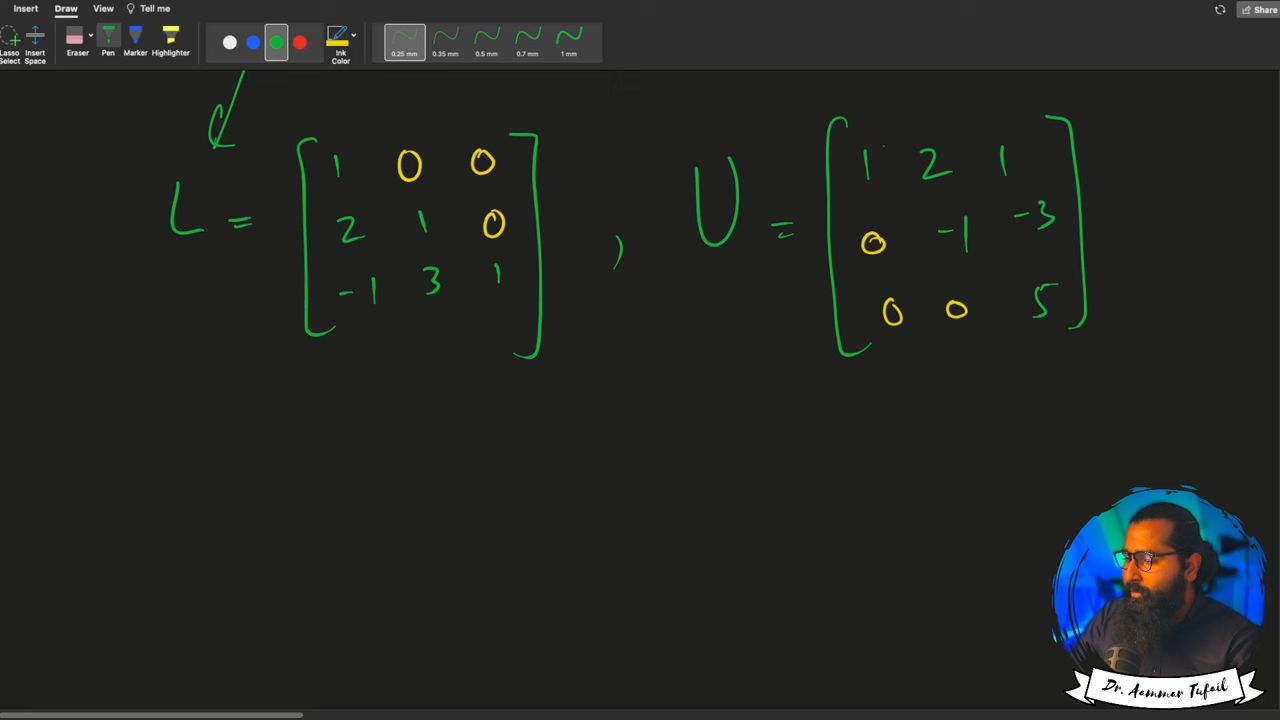 Insert Draw View Tell me Share
Lasso Select Insert Space Eraser Pen Marker Highlighter Ink Color 0.25 mm 0.35 mm 0.5 mm 0.7 mm 1 mm
1 0 0 1 2 1
L = 2 1 0 , U = 0 -1 -3
-1 3 1 0 0 5
Dr. Aammar Tufail